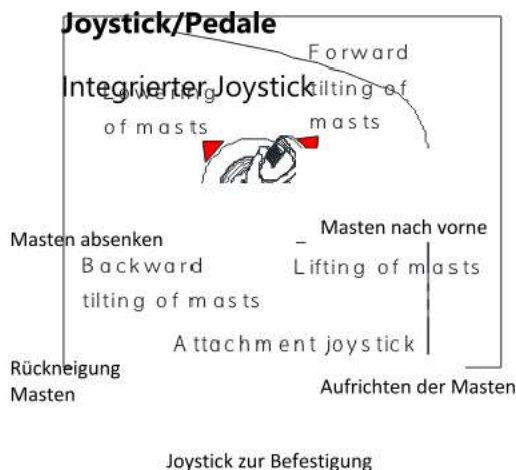 Joystick/Pedale
Forward
Integrierter Joystick
Lowering
tilting of
of masts
masts
Masten absenken
Masten nach vorne
Backward
Lifting of masts
tilting of masts
Attachment joystick
Rückneigung
Masten
Aufrichten der Masten
Joystick zur Befestigung